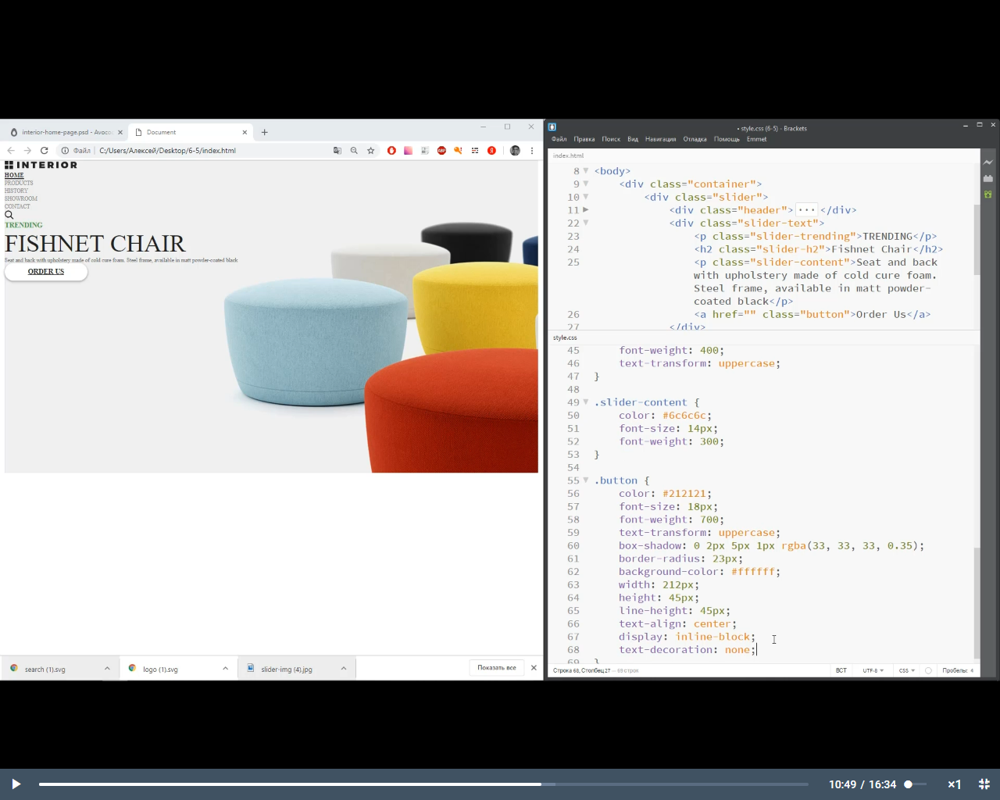 interior-home-page.psd - Avoco
Document
Файл
C:/Users/Алексей/Desktop/6-5/index.html
INTERIOR
HOME
PRODUCTS
HISTORY
SHOWROOM
CONTACT
TRENDING
FISHNET CHAIR
Seat and back with upholstery made of cold cure foam. Steel frame, available in matt powder-coated black
ORDER US
search (1).svg
logo (1).svg
slider-img (4).jpg
Показать все
• style.css (6-5) - Brackets
Файл Правка Поиск Вид Навигация Отладка Помощь Emmet
index.html
8 <body>
9 <div class="container">
10 <div class="slider">
11 <div class="header"> ... </div>
22 <div class="slider-text">
23 <p class="slider-trending">TRENDING</p>
24 <h2 class="slider-h2">Fishnet Chair</h2>
25 <p class="slider-content">Seat and back
with upholstery made of cold cure foam.
Steel frame, available in matt powder-
coated black</p>
26 <a href="" class="button">Order Us</a>
27 </div>
style.css
45 font-weight: 400;
46 text-transform: uppercase;
47 }
48
49 .slider-content {
50 color: #6c6c6c;
51 font-size: 14px;
52 font-weight: 300;
53 }
54
55 .button {
56 color: #212121;
57 font-size: 18px;
58 font-weight: 700;
59 text-transform: uppercase;
60 box-shadow: 0 2px 5px 1px rgba(33, 33, 33, 0.35);
61 border-radius: 23px;
62 background-color: #ffffff;
63 width: 212px;
64 height: 45px;
65 line-height: 45px;
66 text-align: center;
67 display: inline-block;
68 text-decoration: none;
69 }
Строка 68, Столбец 27 — 69 строк
ВСТ
UTF-8
CSS
Пробелы: 4
10:49 / 16:34
×1